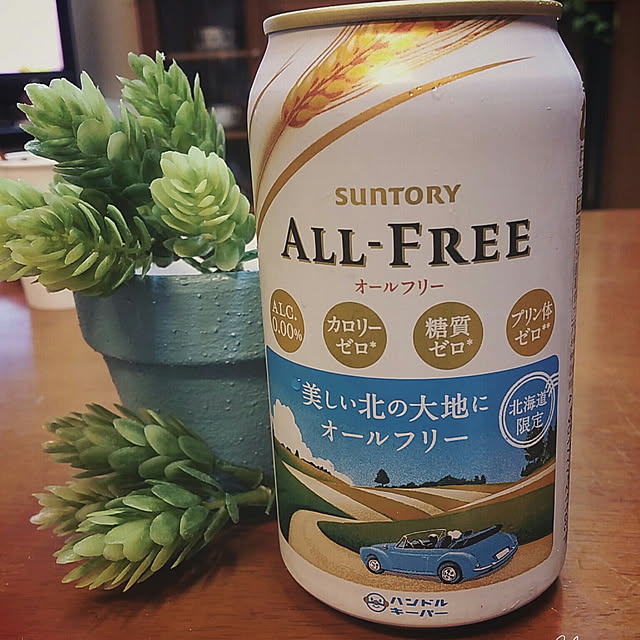 SUNTORY
ALL-FREE
オールフリー
ALC.
0.00%
カロリー
ゼロ*
糖質
ゼロ*
プリン体
ゼロ**
美しい北の大地に
オールフリー
北海道
限定
ハンドル
キーパー